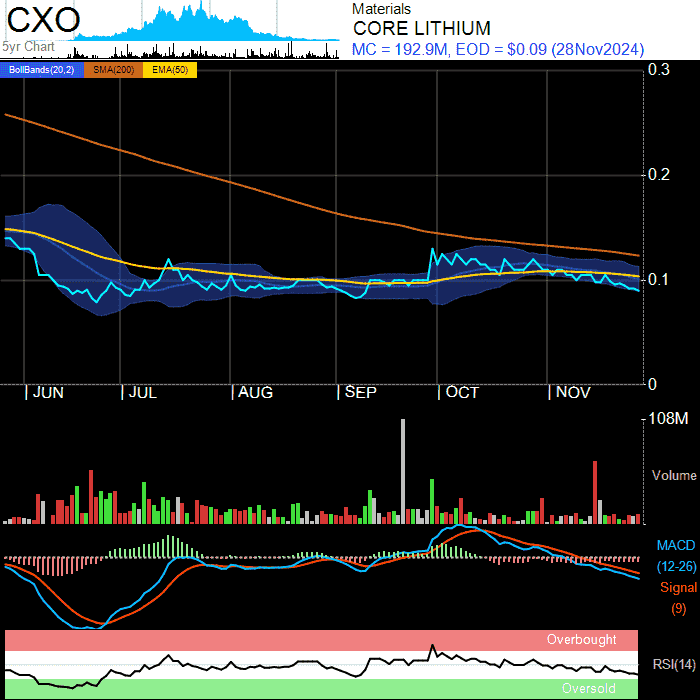 CXO
5yr Chart
Materials
CORE LITHIUM
MC = 192.9M, EOD = $0.09 (28Nov2024)
BollBands(20,2) SMA(200) EMA(50)
0.3
0.2
0.1
0
JUN JUL AUG SEP OCT NOV
108M
Volume
MACD
(12-26)
Signal
(9)
Overbought
RSI(14)
Oversold